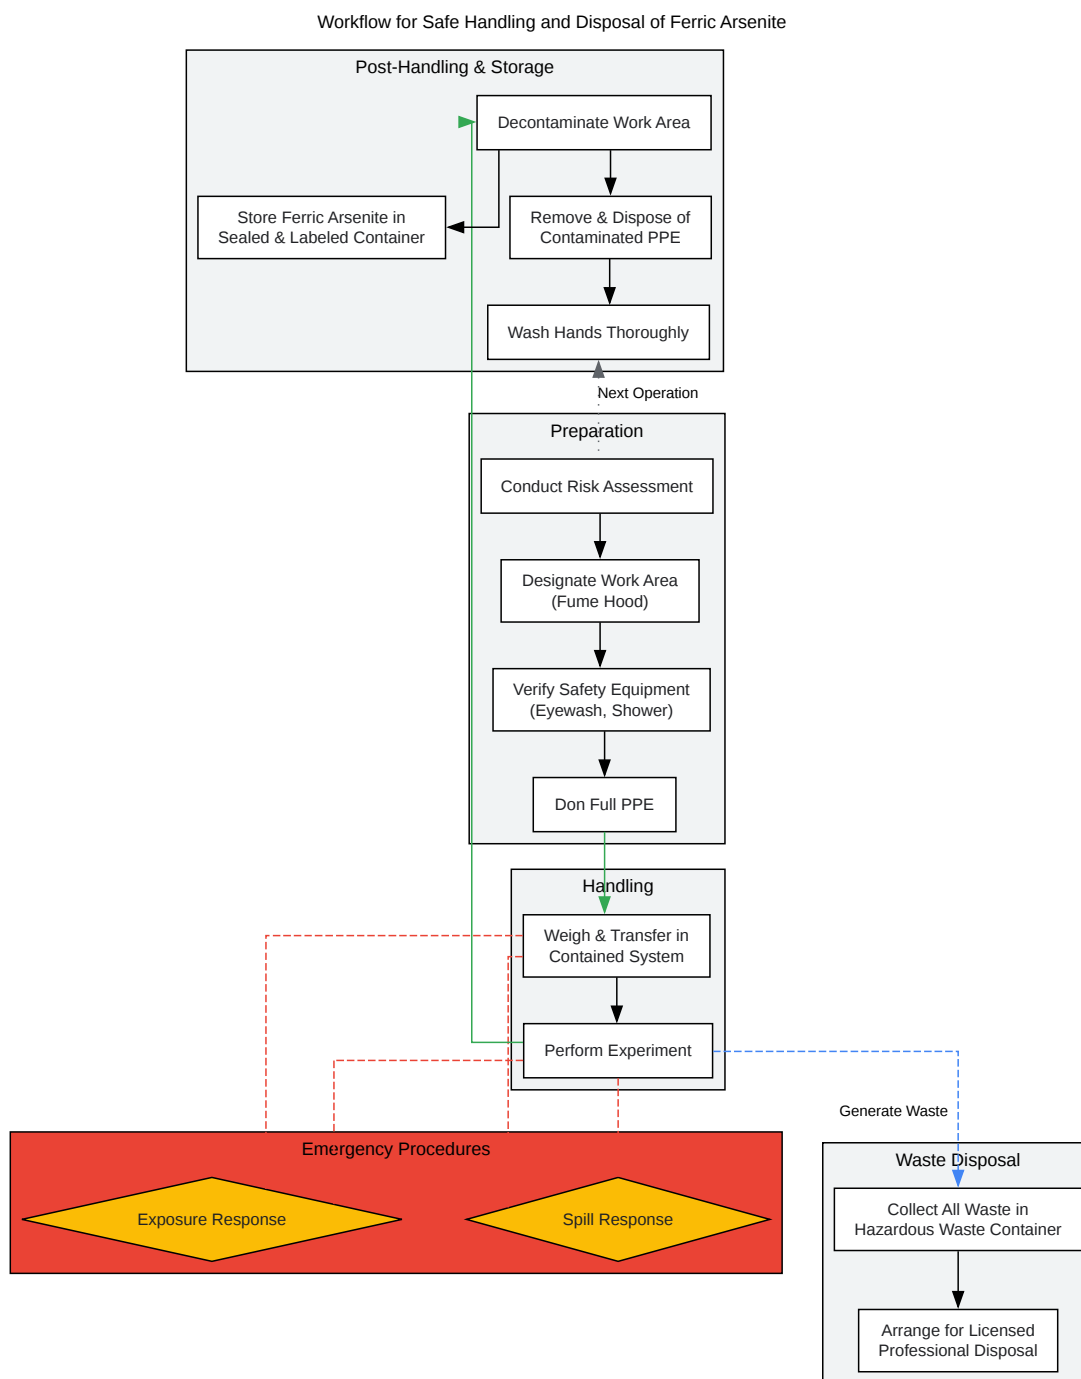 Workflow for Safe Handling and Disposal of Ferric Arsenite
Post-Handling & Storage
Decontaminate Work Area
Store Ferric Arsenite in
Sealed & Labeled Container
Remove & Dispose of
Contaminated PPE
Wash Hands Thoroughly
Next Operation
Preparation
Conduct Risk Assessment
Designate Work Area
(Fume Hood)
Verify Safety Equipment
(Eyewash, Shower)
Don Full PPE
Handling
Weigh & Transfer in
Contained System
Perform Experiment
Generate Waste
Emergency Procedures
Exposure Response
Spill Response
Waste Disposal
Collect All Waste in
Hazardous Waste Container
Arrange for Licensed
Professional Disposal